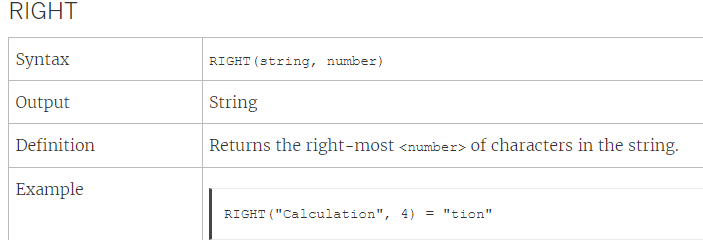 RIGHT
Syntax
RIGHT(string, number)
Output
String
Definition
Returns the right-most <number> of characters in the string.
Example
RIGHT("Calculation", 4) = "tion"